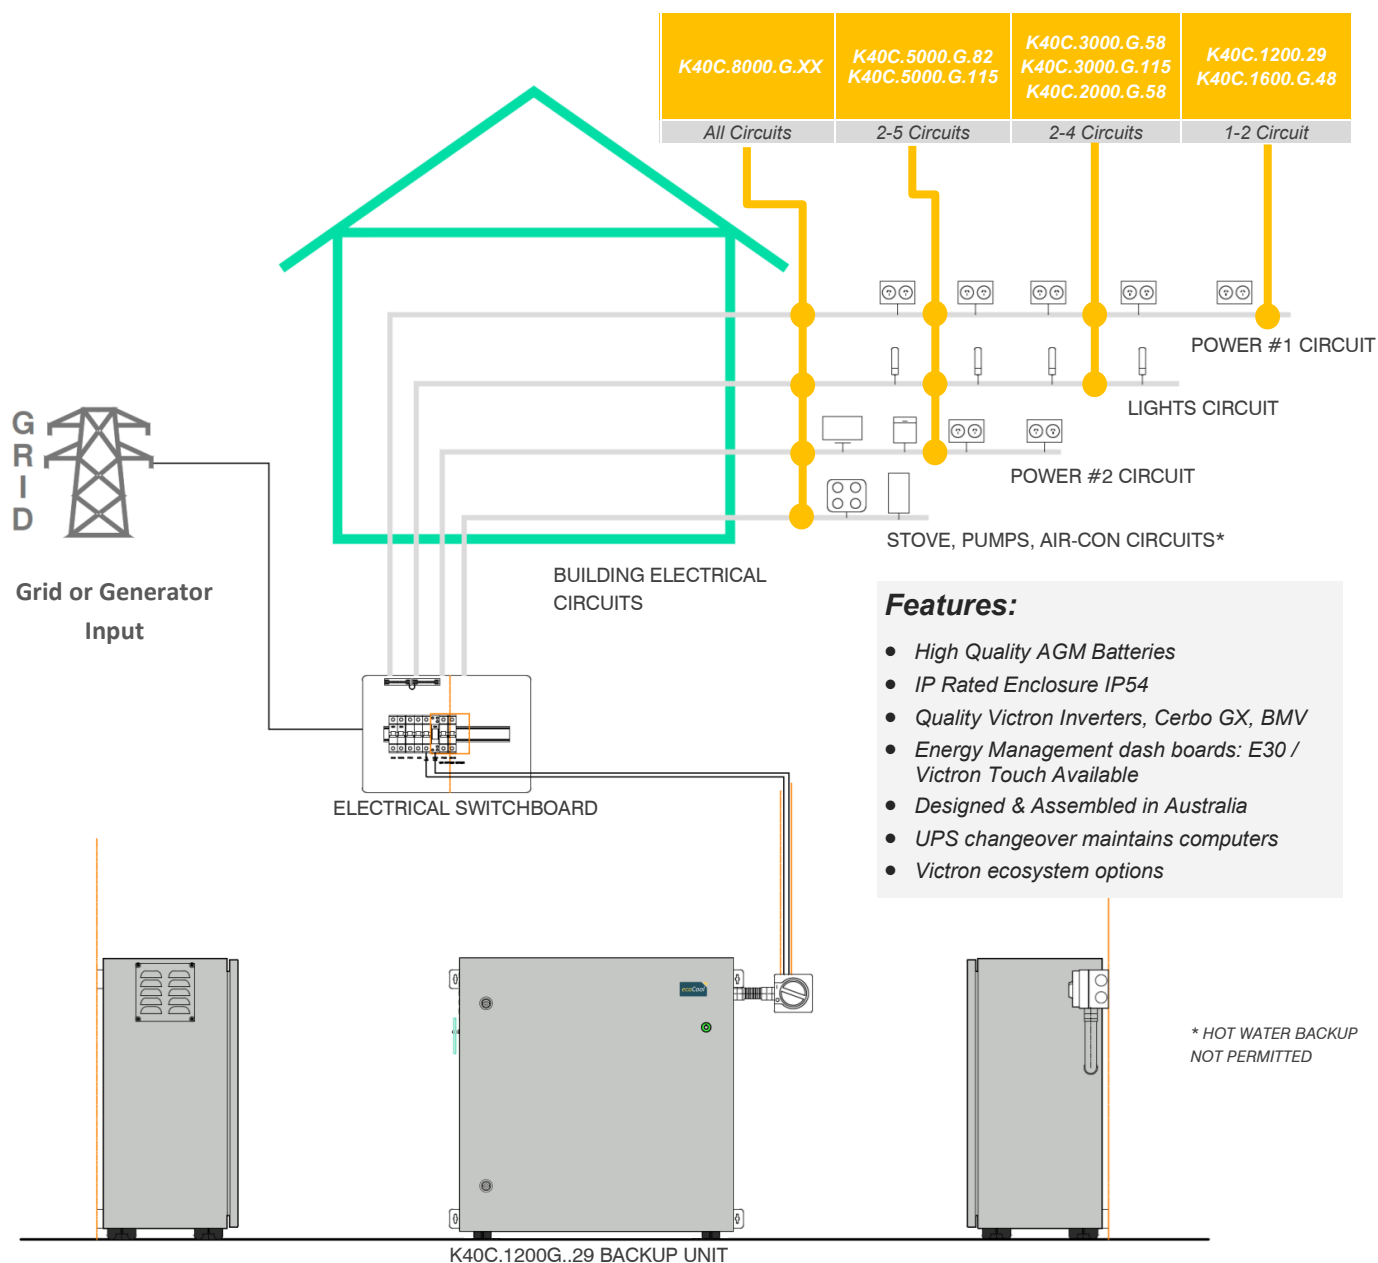 K40C.8000.G.XX
K40C.5000.G.82
K40C.5000.G.115
K40C.3000.G.58
K40C.3000.G.115
K40C.2000.G.58
K40C.1200.29
K40C.1600.G.48
All Circuits
2-5 Circuits
2-4 Circuits
1-2 Circuit
POWER #1 CIRCUIT
LIGHTS CIRCUIT
POWER #2 CIRCUIT
STOVE, PUMPS, AIR-CON CIRCUITS*
GRID
Grid or Generator
Input
BUILDING ELECTRICAL
CIRCUITS
ELECTRICAL SWITCHBOARD
Features:
• High Quality AGM Batteries
• IP Rated Enclosure IP54
• Quality Victron Inverters, Cerbo GX, BMV
• Energy Management dash boards: E30 /
Victron Touch Available
• Designed & Assembled in Australia
• UPS changeover maintains computers
• Victron ecosystem options
ecoCool
* HOT WATER BACKUP
NOT PERMITTED
K40C.1200G..29 BACKUP UNIT